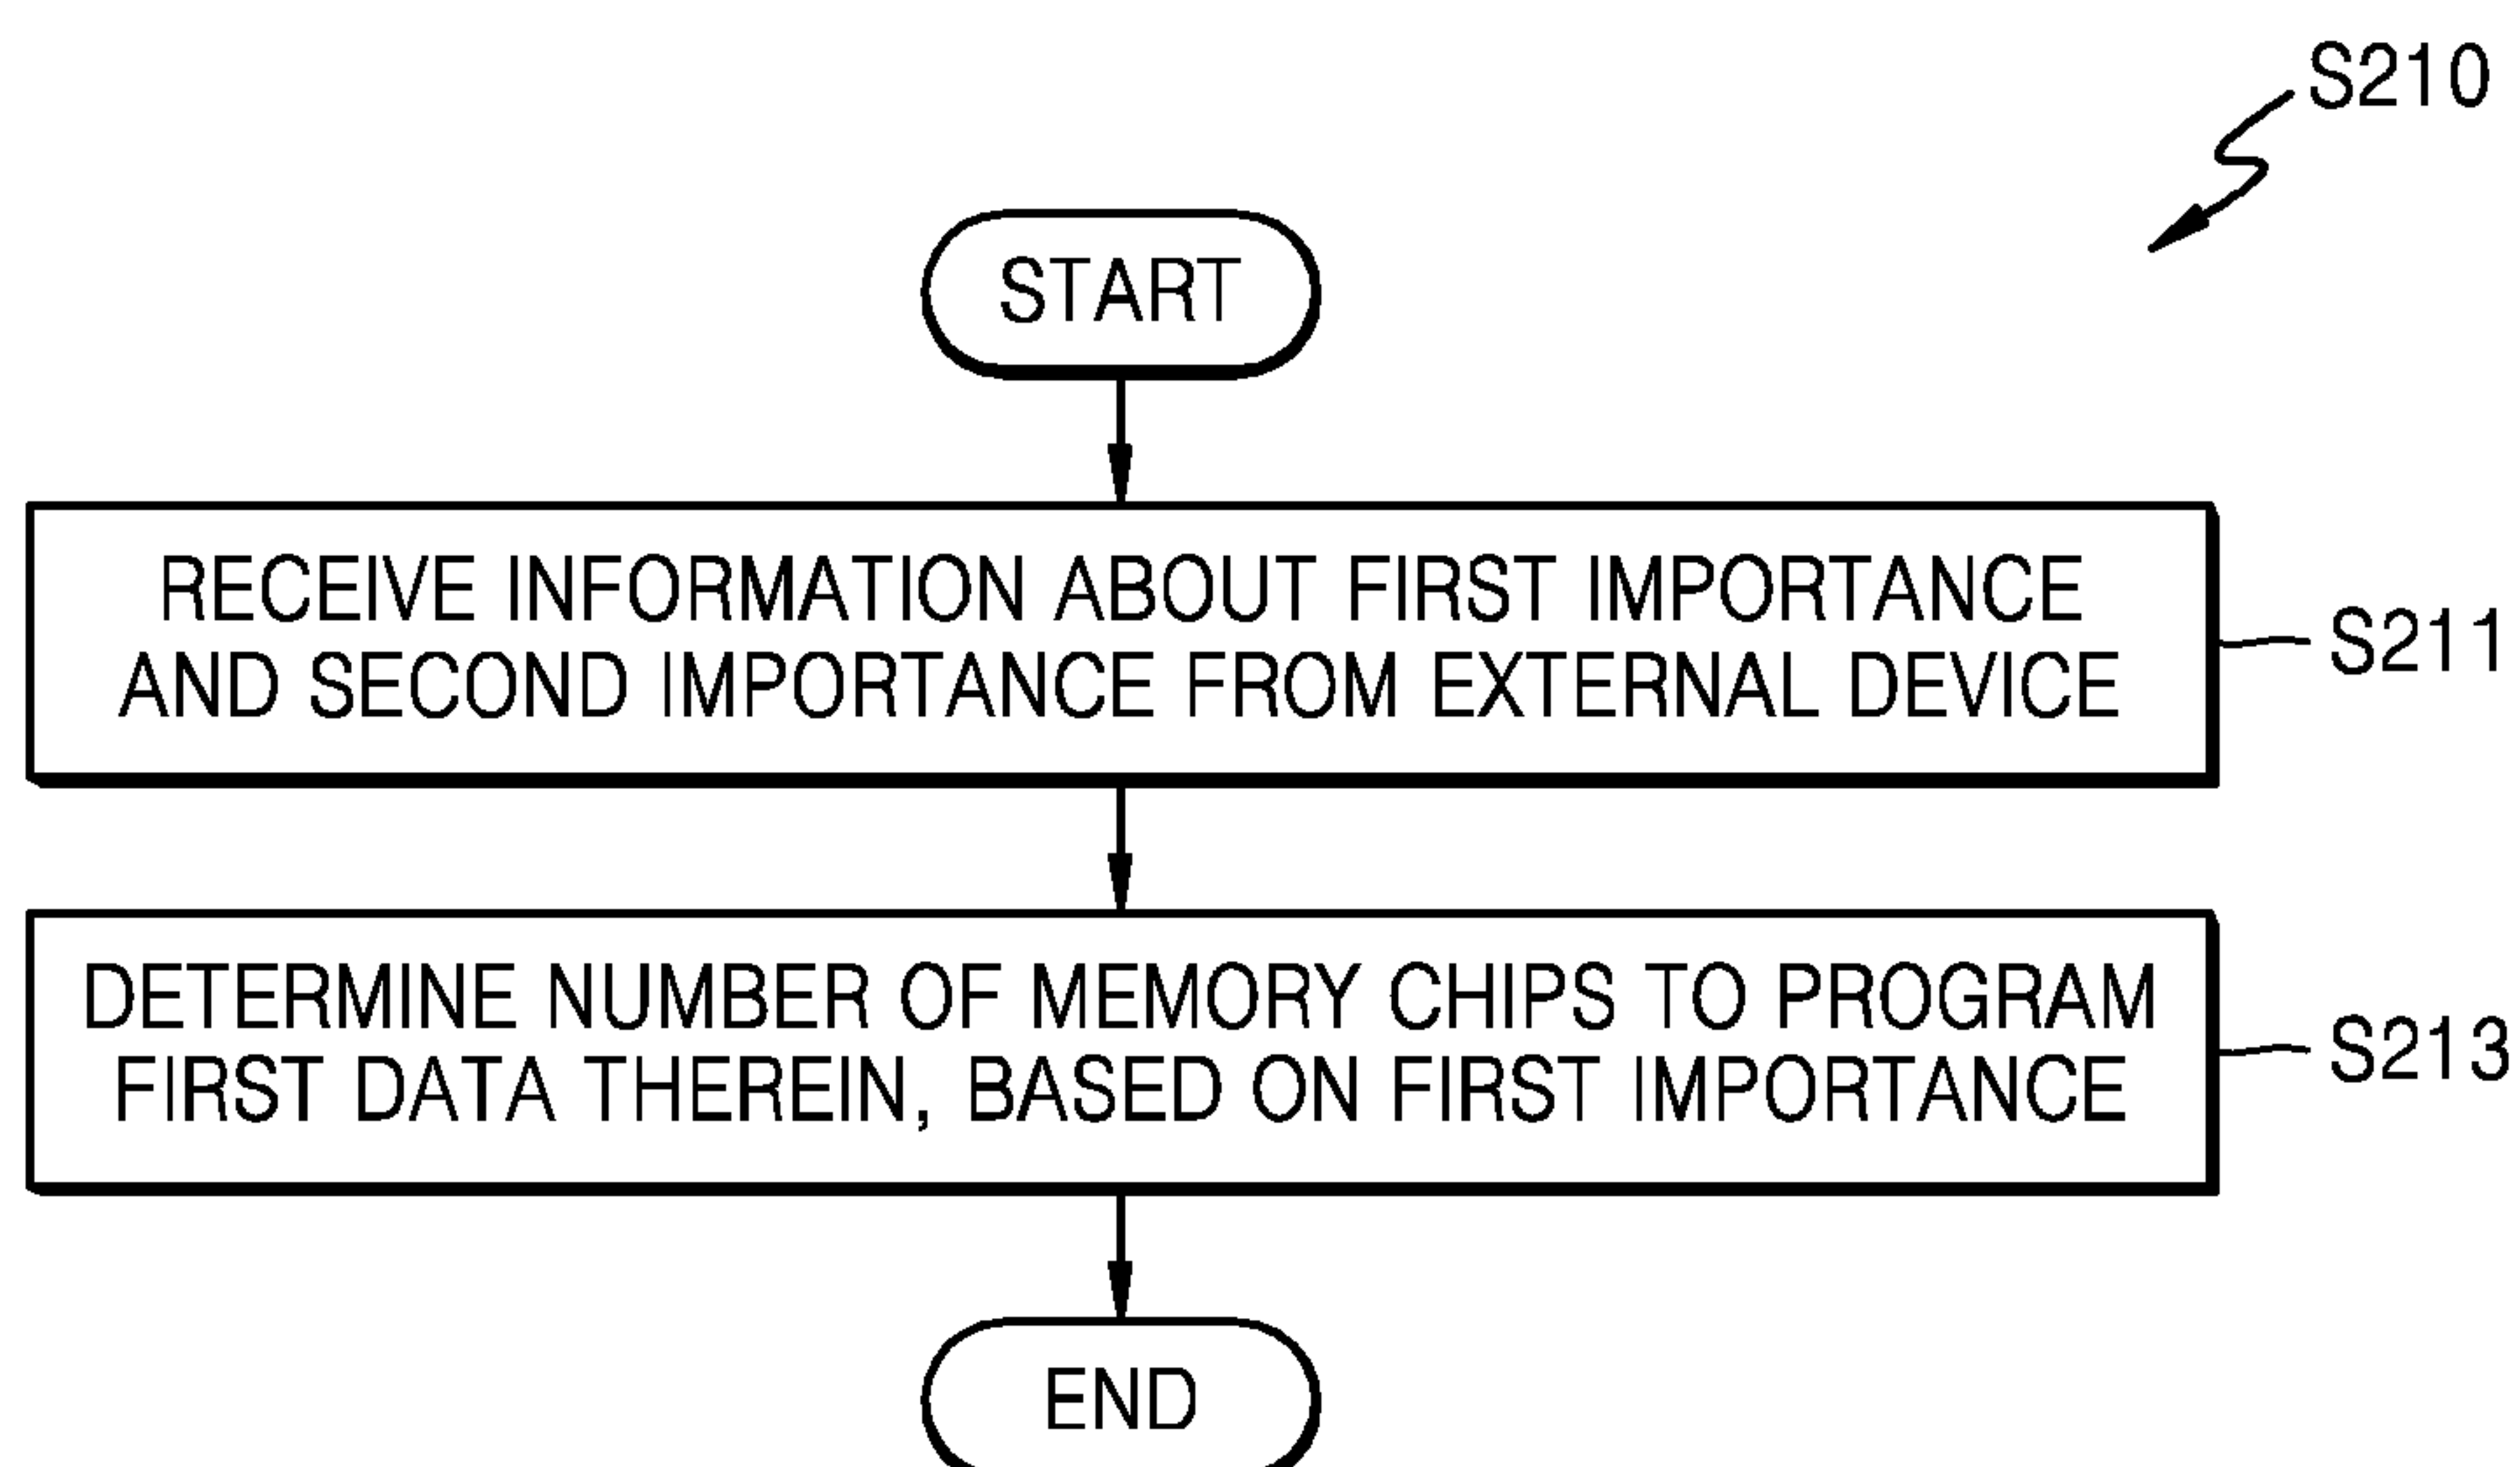 S210
START
RECEIVE INFORMATION ABOUT FIRST IMPORTANCE
AND SECOND IMPORTANCE FROM EXTERNAL DEVICE
S211
DETERMINE NUMBER OF MEMORY CHIPS TO PROGRAM
FIRST DATA THEREIN, BASED ON FIRST IMPORTANCE
S213
END